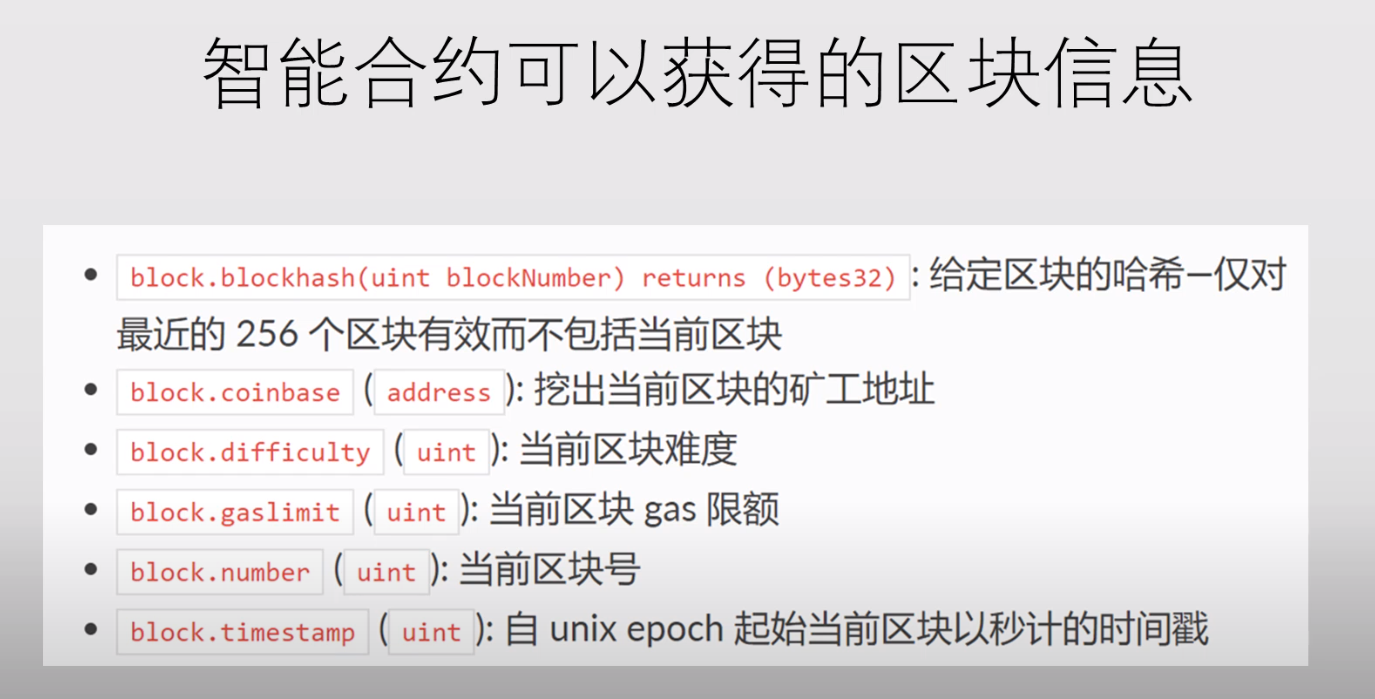 智能合约可以获得的区块信息
• block.blockhash(uint blockNumber) returns (bytes32): 给定区块的哈希—仅对
最近的 256 个区块有效而不包括当前区块
• block.coinbase (address): 挖出当前区块的矿工地址
• block.difficulty (uint): 当前区块难度
• block.gaslimit (uint): 当前区块 gas 限额
• block.number (uint): 当前区块号
• block.timestamp (uint): 自 unix epoch 起始当前区块以秒计的时间戳